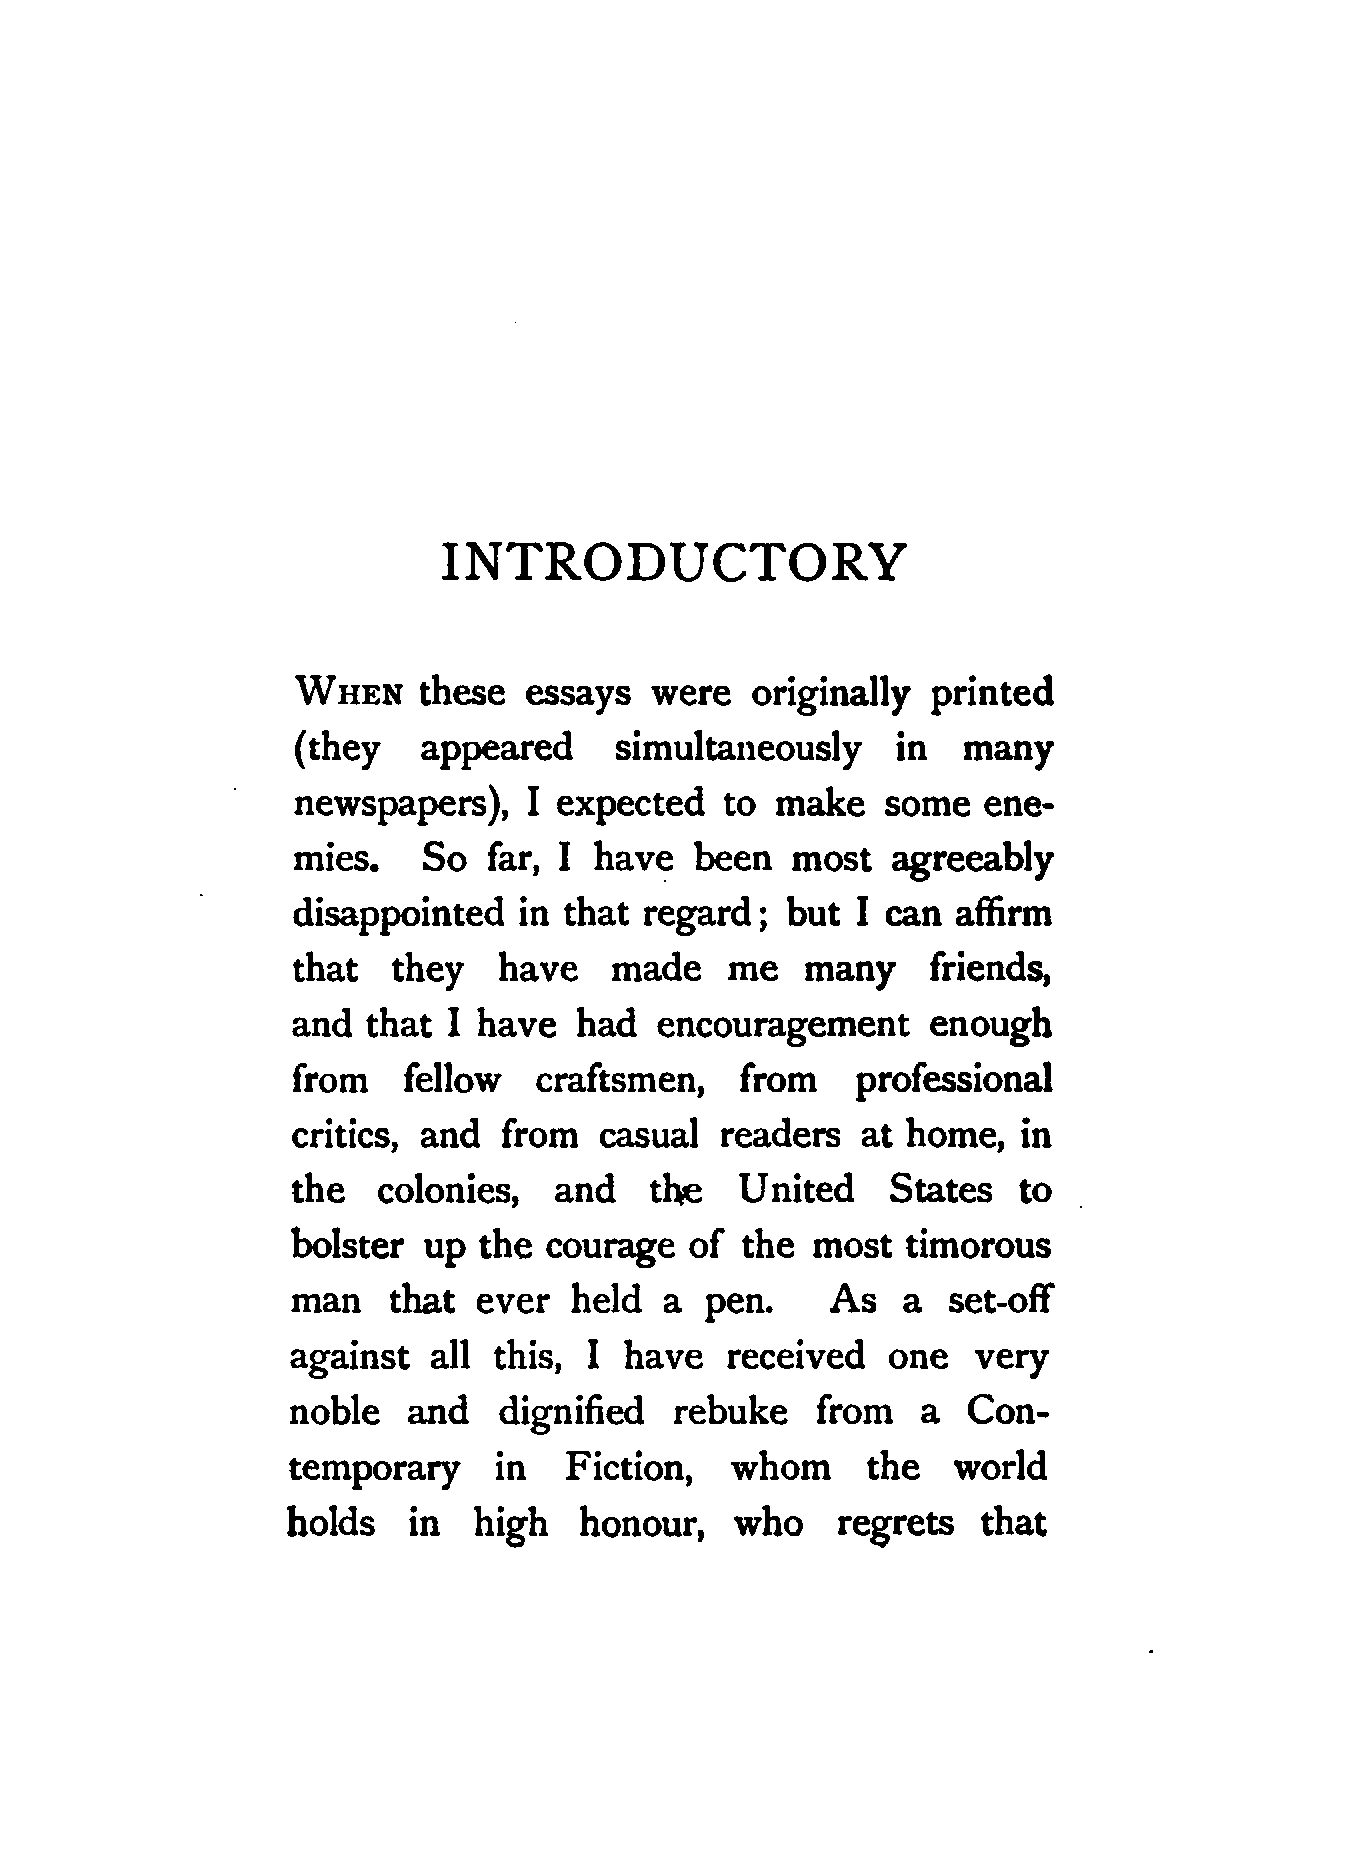 INTRODUCTORY
WHEN these essays were originally printed
(they appeared simultaneously in many
newspapers), I expected to make some ene-
mies. So far, I have been most agreeably
disappointed in that regard; but I can affirm
that they have made me many friends,
and that I have had encouragement enough
from fellow craftsmen, from professional
critics, and from casual readers at home, in
the colonies, and the United States to
bolster up the courage of the most timorous
man that ever held a pen. As a set-off
against all this, I have received one very
noble and dignified rebuke from a Con-
temporary in Fiction, whom the world
holds in high honour, who regrets that